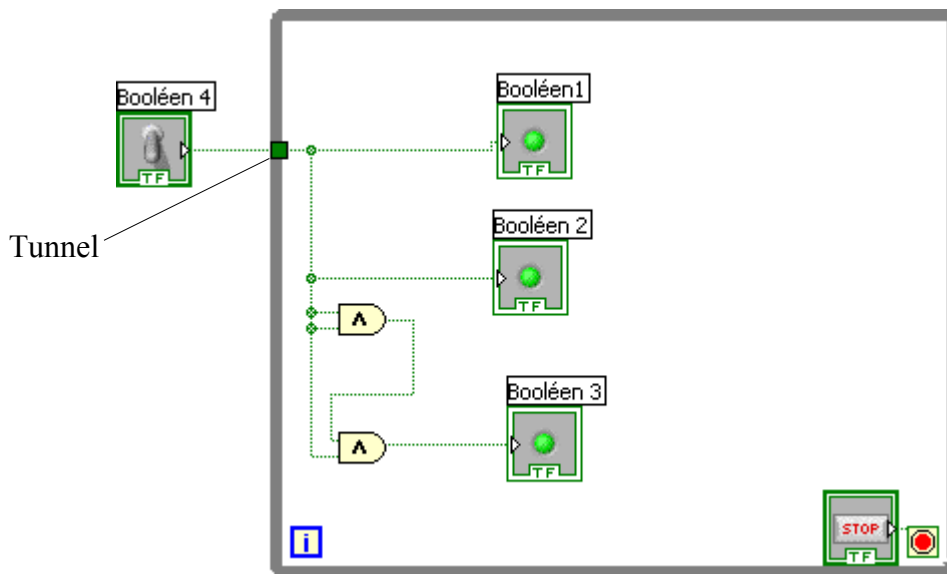 Booléen 4
TF
Tunnel
Booléen1
TF
Booléen 2
TF
Λ
Booléen 3
Λ
TF
i
STOP
TF